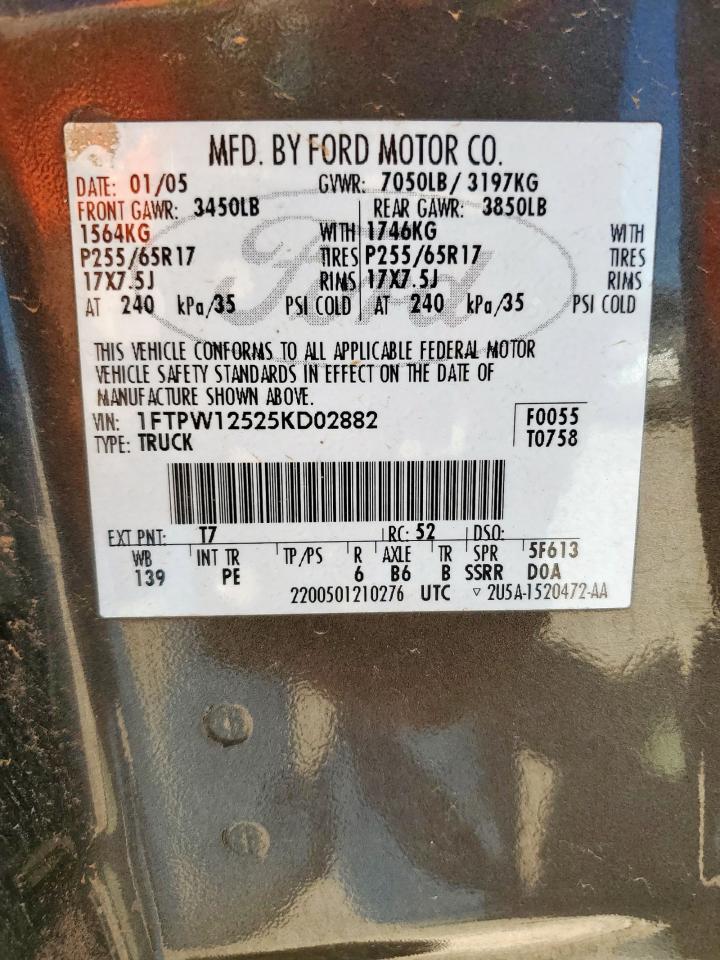 MFD. BY FORD MOTOR CO.
DATE: 01/05 GVWR: 7050LB/ 3197KG
FRONT GAWR: 3450LB REAR GAWR: 3850LB
1564KG WITH 1746KG WITH
P255/65R17 TIRES P255/65R17 TIRES
17X7.5J RIMS 17X7.5J RIMS
AT 240 kPa/35 PSI COLD AT 240 kPa/35 PSI COLD
Ford
THIS VEHICLE CONFORMS TO ALL APPLICABLE FEDERAL MOTOR
VEHICLE SAFETY STANDARDS IN EFFECT ON THE DATE OF
MANUFACTURE SHOWN ABOVE.
VIN: 1FTPW12525KD02882 F0055
TYPE: TRUCK T0758
EXT PNT: T7 RC: 52 DSO:
WB INT TR TP/PS R AXLE TR SPR 5F613
139 PE 6 B6 B SSRR DOA
2200501210276 UTC ▽ 2U5A-1520472-AA